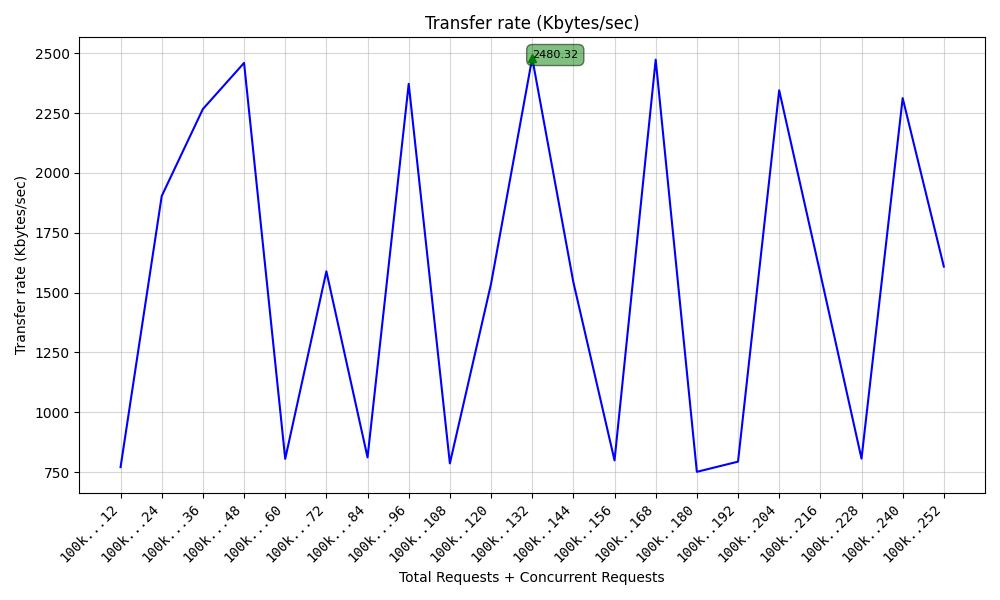 Transfer rate (Kbytes/sec)
2480.32
Transfer rate (Kbytes/sec)
2500
2250
2000
1750
1500
1250
1000
750
100k...12
100k...24
100k...36
100k...48
100k...60
100k...72
100k...84
100k...96
100k..108
100k..120
100k..132
100k..144
100k..156
100k..168
100k..180
100k..192
100k..204
100k..216
100k..228
100k..240
100k..252
Total Requests + Concurrent Requests